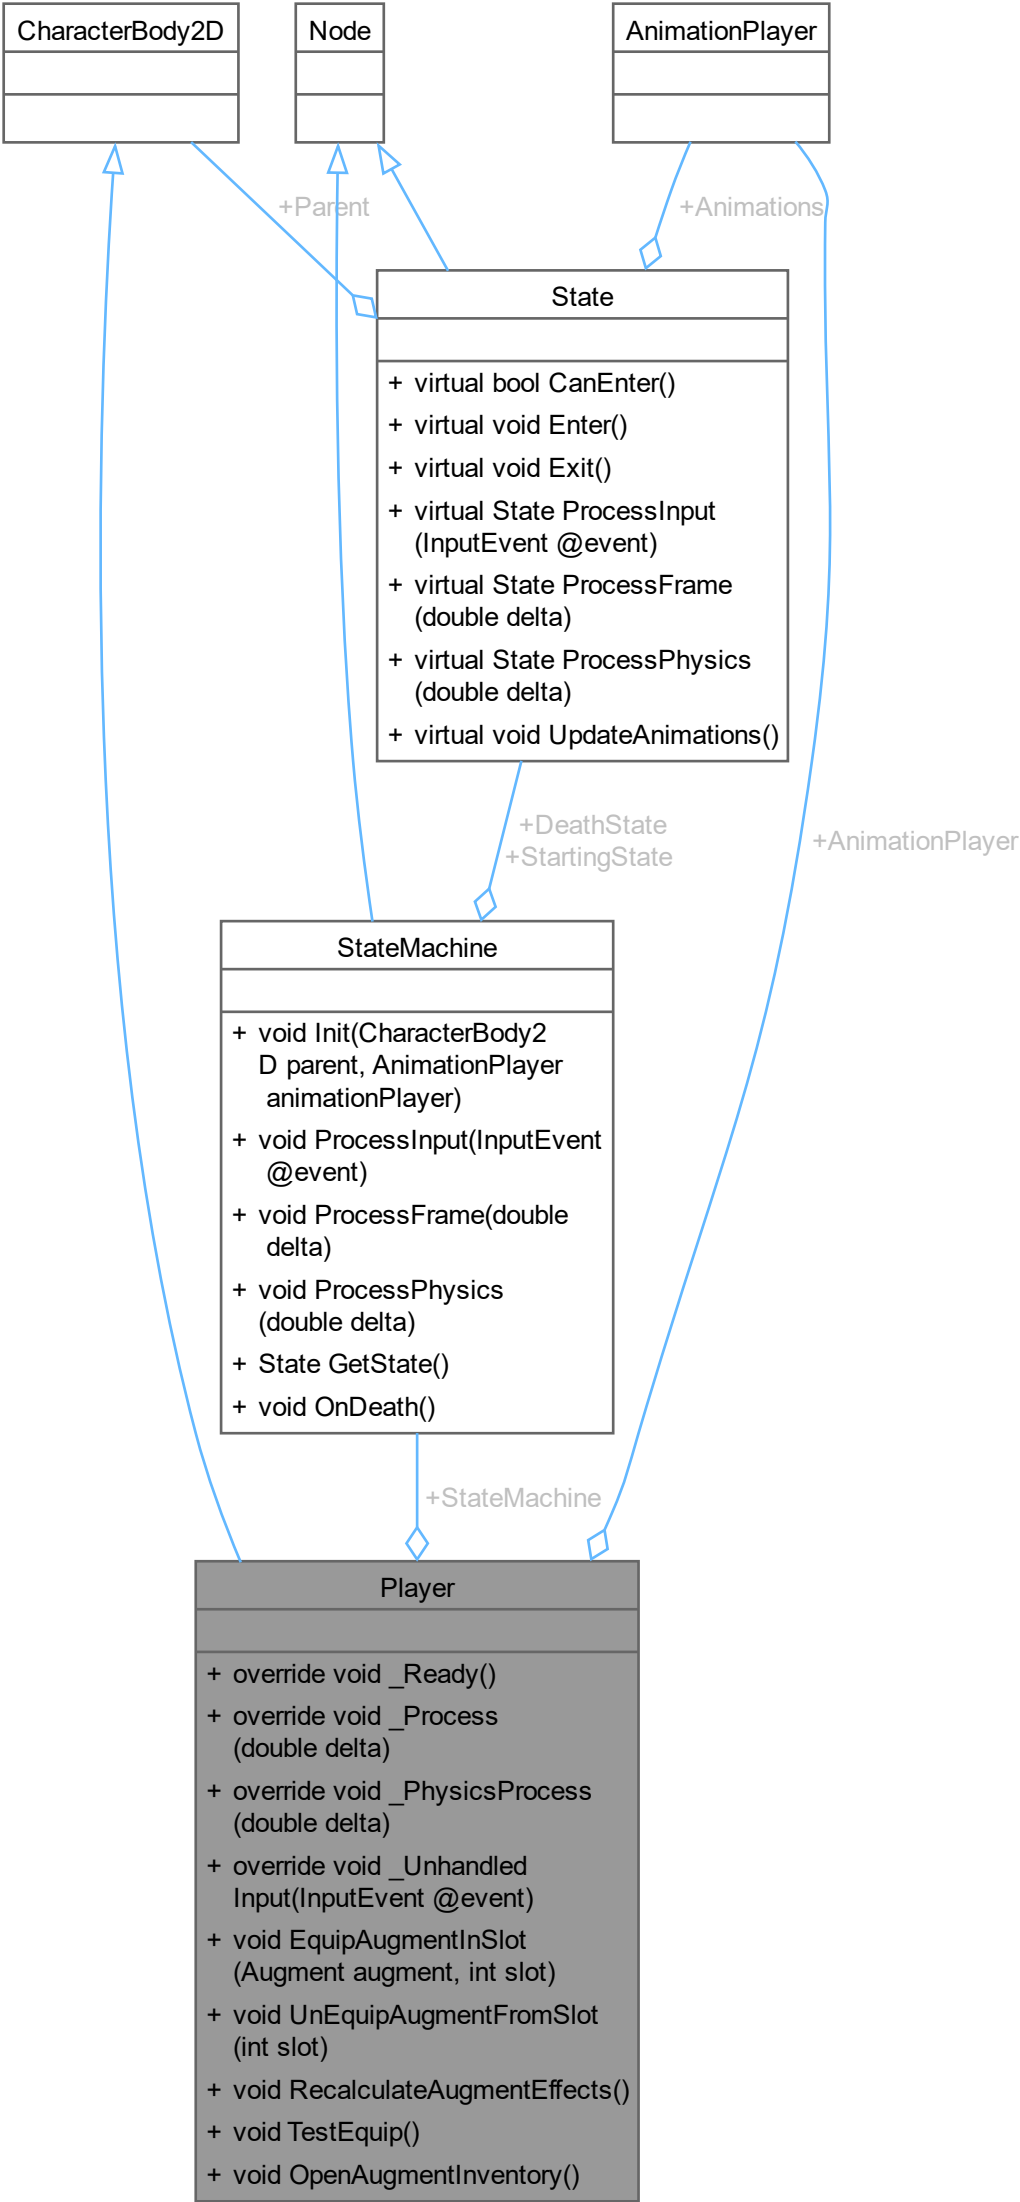 CharacterBody2D
Node
AnimationPlayer
+Parent
+Animations
State
+ virtual bool CanEnter()
+ virtual void Enter()
+ virtual void Exit()
+ virtual State ProcessInput
(InputEvent @event)
+ virtual State ProcessFrame
(double delta)
+ virtual State ProcessPhysics
(double delta)
+ virtual void UpdateAnimations()
+DeathState
+StartingState
+AnimationPlayer
StateMachine
+ void Init(CharacterBody2
D parent, AnimationPlayer
animationPlayer)
+ void ProcessInput(InputEvent
@event)
+ void ProcessFrame(double
delta)
+ void ProcessPhysics
(double delta)
+ State GetState()
+ void OnDeath()
+StateMachine
Player
+ override void _Ready()
+ override void _Process
(double delta)
+ override void _PhysicsProcess
(double delta)
+ override void _Unhandled
Input(InputEvent @event)
+ void EquipAugmentInSlot
(Augment augment, int slot)
+ void UnEquipAugmentFromSlot
(int slot)
+ void RecalculateAugmentEffects()
+ void TestEquip()
+ void OpenAugmentInventory()